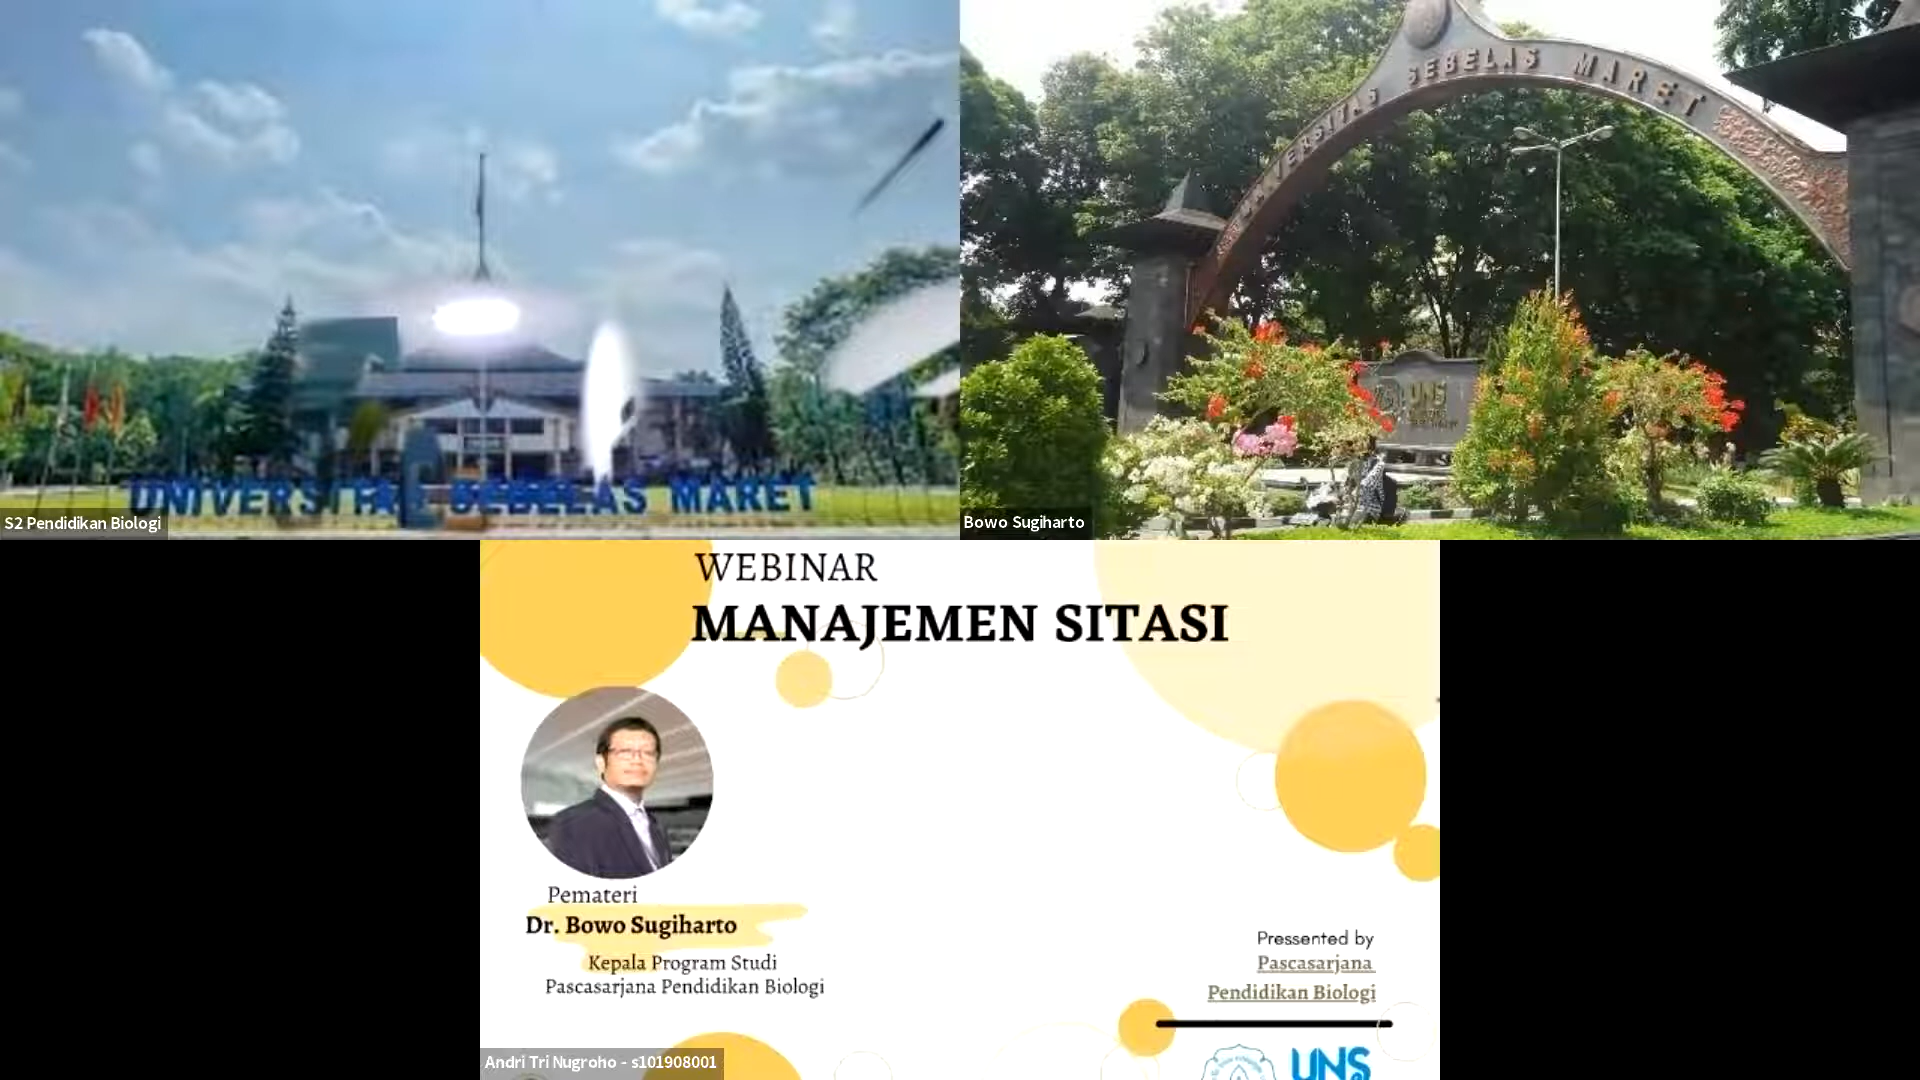 UNIVERSITAS SEBELAS MARET
S2 Pendidikan Biologi
UNIVERSITAS SEBELAS MARET
UNS
Bowo Sugiharto
WEBINAR
MANAJEMEN SITASI
Pemateri
Dr. Bowo Sugiharto
Kepala Program Studi
Pascasarjana Pendidikan Biologi
Pressented by
Pascasarjana
Pendidikan Biologi
Andri Tri Nugroho - s101908001
UNS